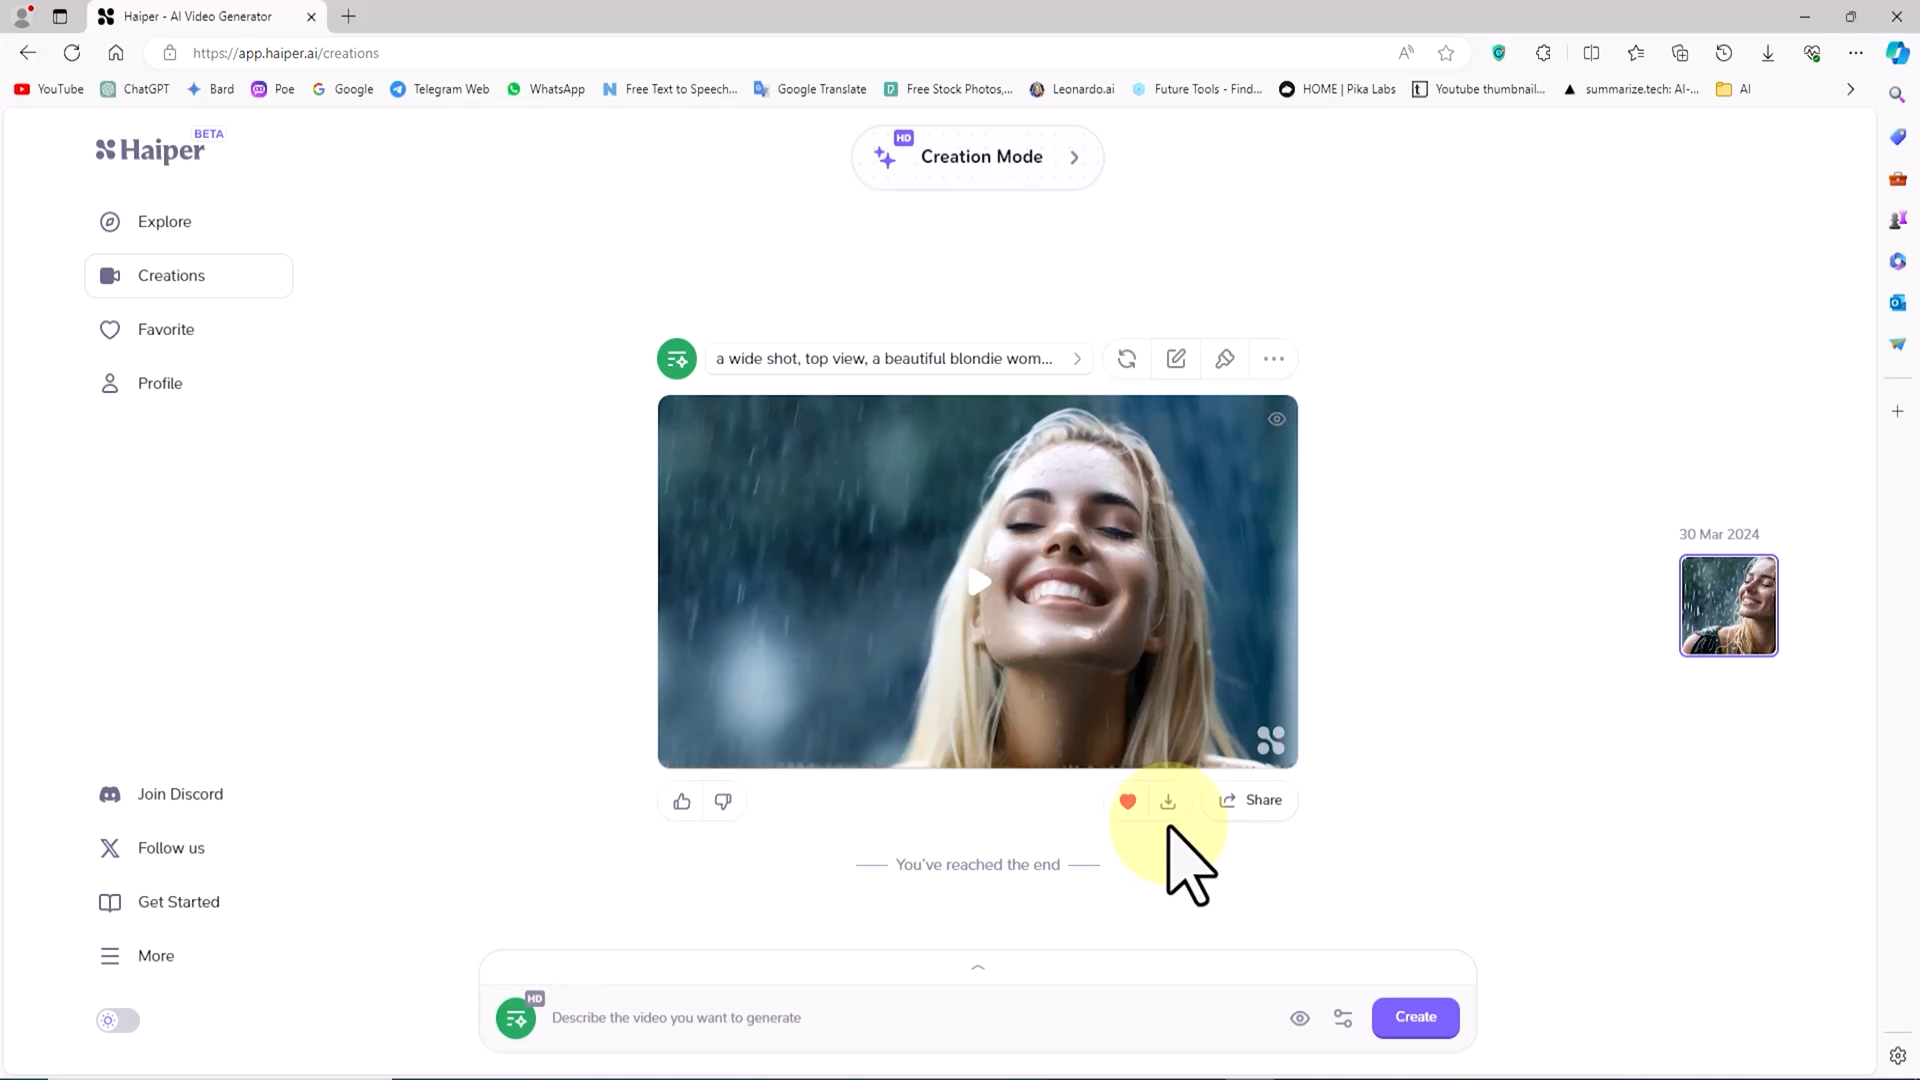 Haiper - AI Video Generator
https://app.haiper.ai/creations
YouTube
ChatGPT
Bard
Poe
Google
Telegram Web
WhatsApp
Free Text to Speech...
Google Translate
Free Stock Photos,...
Leonardo.ai
Future Tools - Find...
HOME | Pika Labs
Youtube thumbnail...
summarize.tech: AI-...
AI
Haiper
BETA
HD
Creation Mode
Explore
Creations
Favorite
Profile
a wide shot, top view, a beautiful blondie wom...
30 Mar 2024
Share
You've reached the end
Join Discord
Follow us
Get Started
More
HD
Describe the video you want to generate
Create